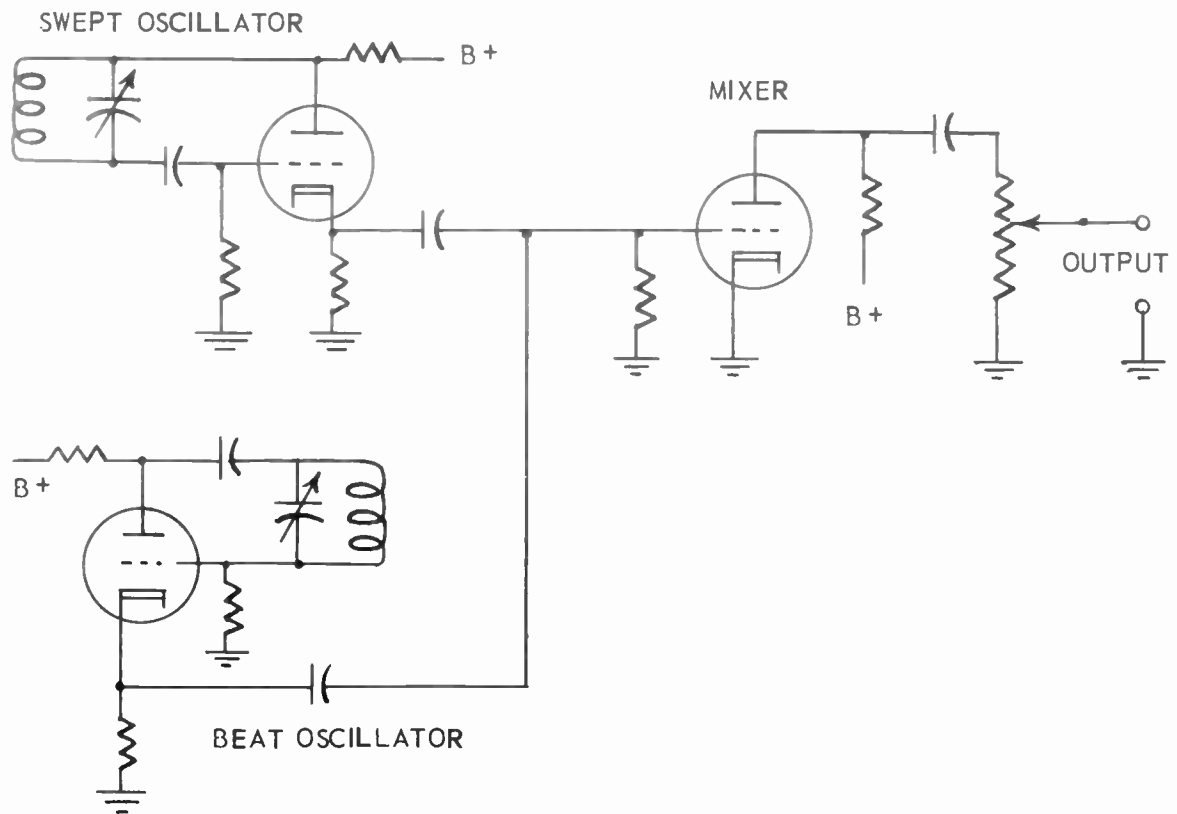 SWEPT OSCILLATOR
B+
MIXER
OUTPUT
B+
B+
BEAT OSCILLATOR